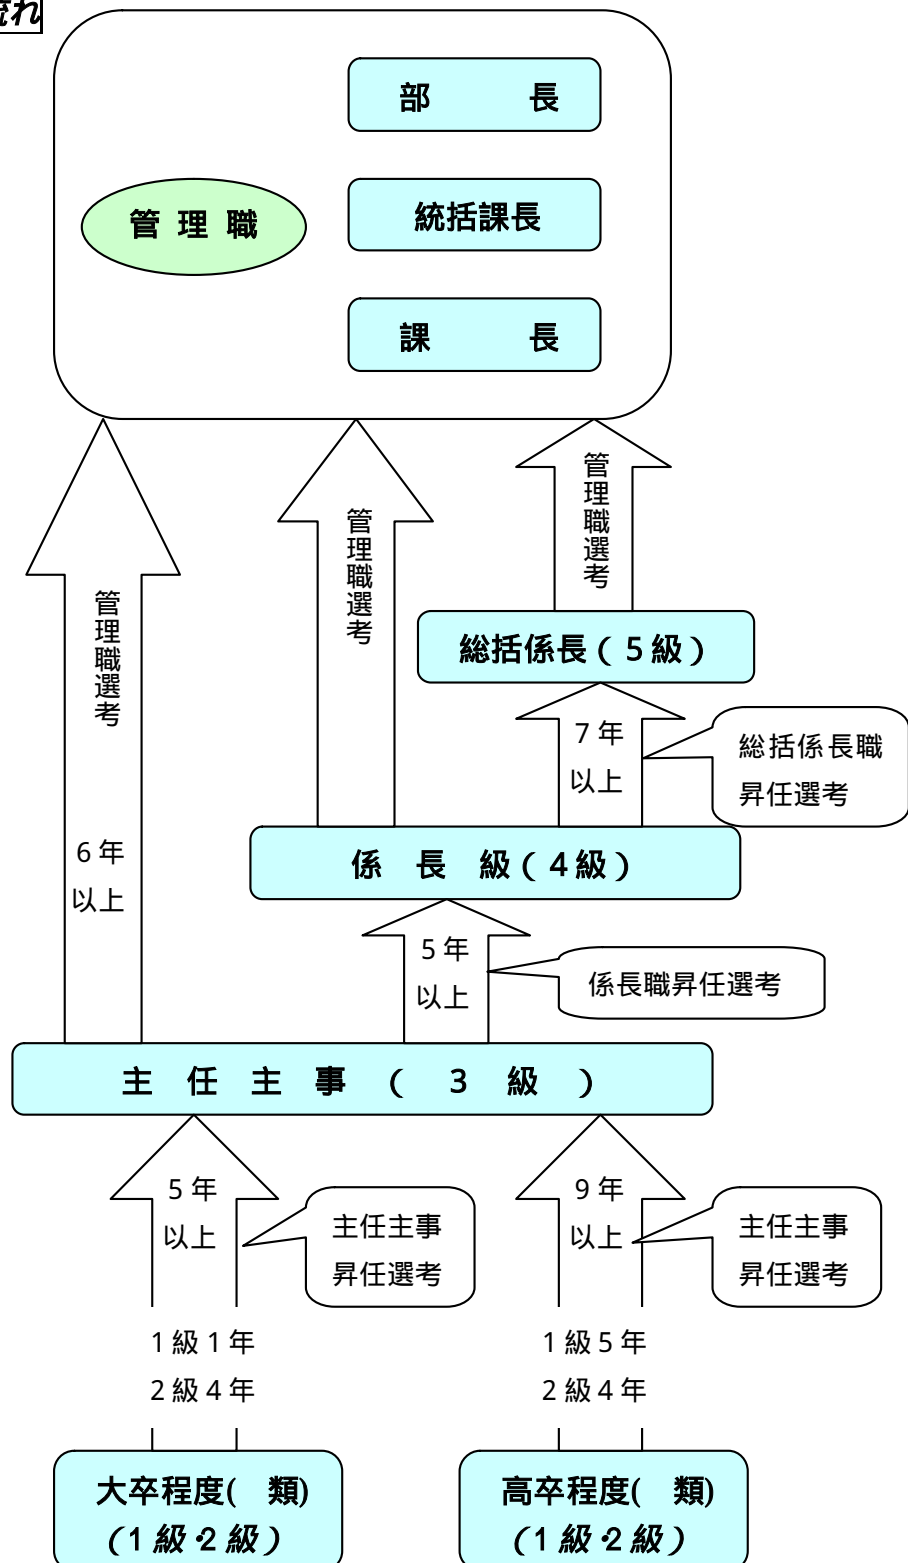 流れ
部　　　長
管 理 職
統括課長
課　　　長
管理職選考
管理職選考
管理職選考
総括係長（５級）
７年
以上
総括係長職
昇任選考
係　長　級（４級）
６年
以上
５年
以上
係長職昇任選考
主　任　主　事　（　３　級　）
５年
以上
主任主事
昇任選考
９年
以上
主任主事
昇任選考
１級１年
２級４年
１級５年
２級４年
大卒程度(　類)
（１級・２級）
高卒程度(　類)
（１級・２級）